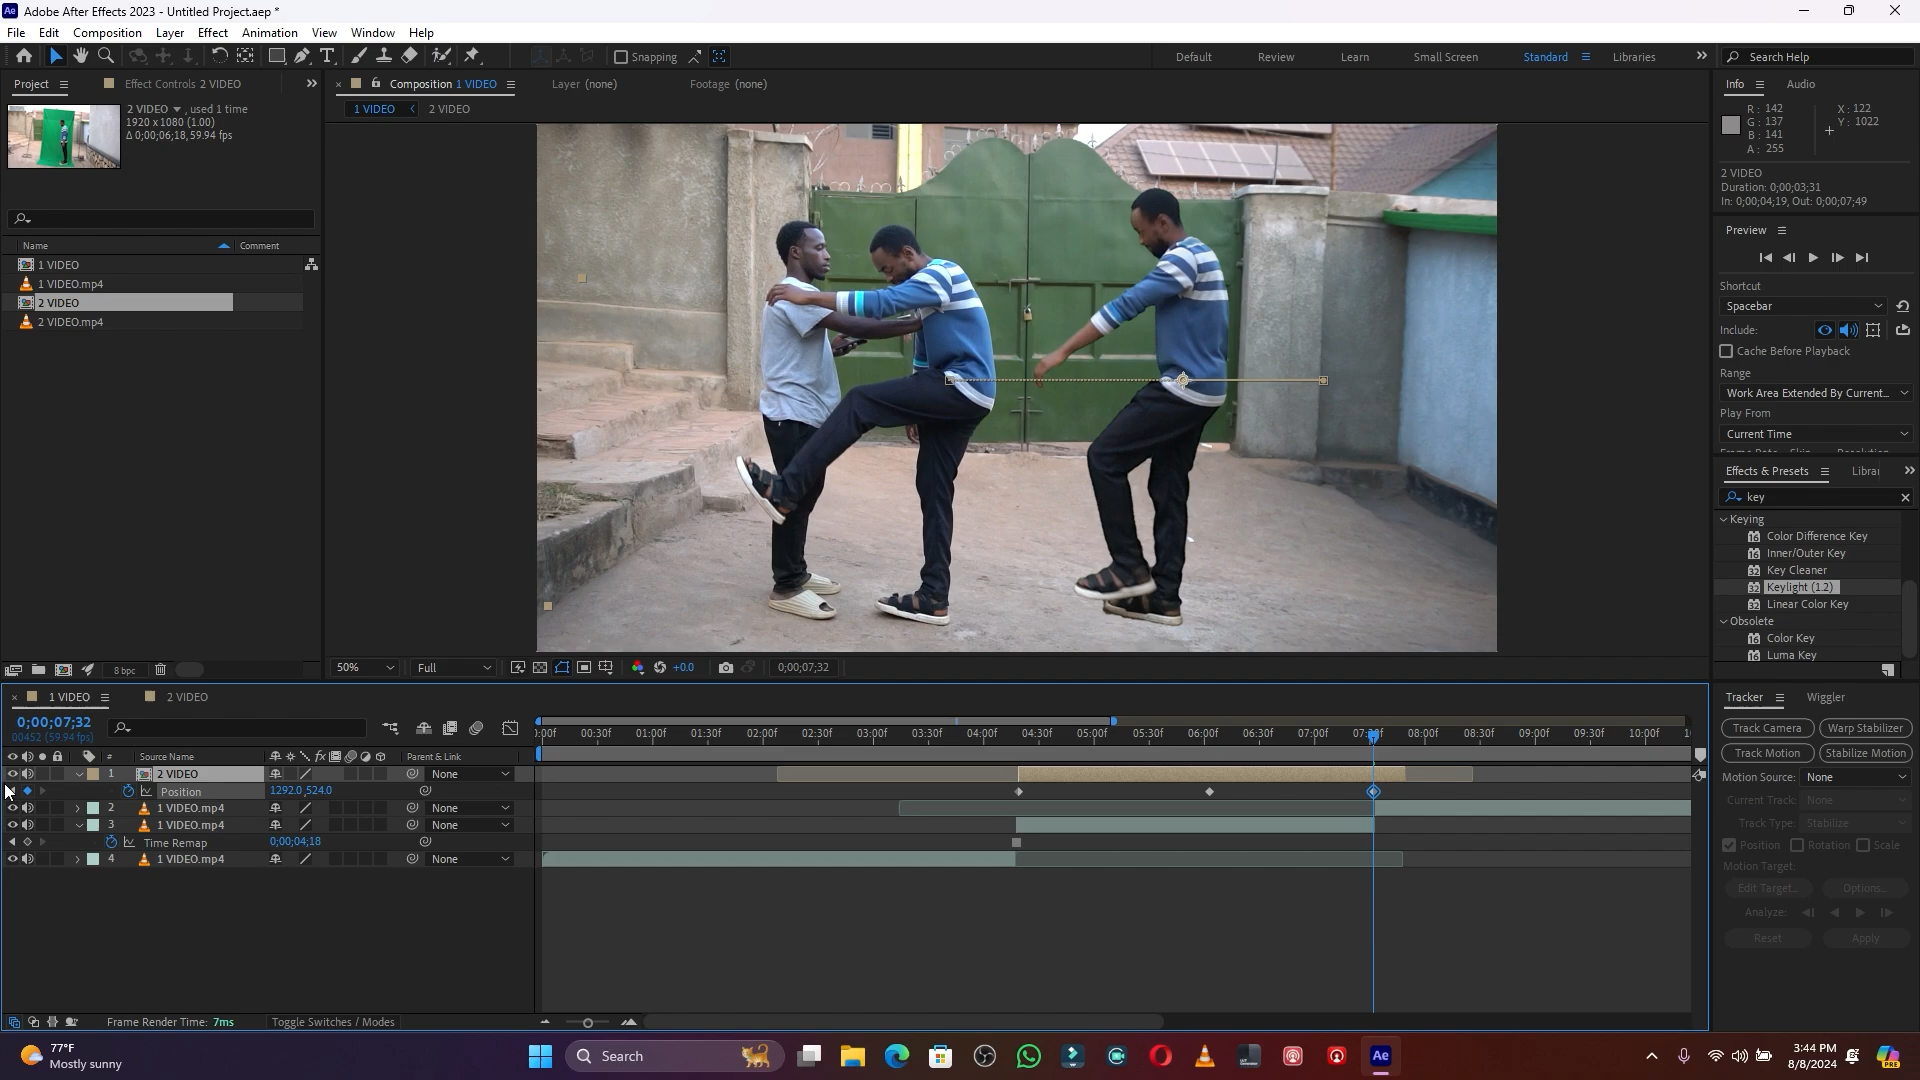 Adobe After Effects 2023 - Untitled Project.aep *
File Edit Composition Layer Effect Animation View Window Help
Snapping
Default Review Learn Small Screen Standard Libraries
Search Help
Project Effect Controls 2 VIDEO
Composition 1 VIDEO Layer (none) Footage (none)
Info Audio
2 VIDEO , used 1 time
1920 x 1080 (1.00)
Δ 0;00;06;18, 59.94 fps
1 VIDEO 2 VIDEO
R: 142
G: 137
B: 141
A: 255
X: 122
Y: 1022
2 VIDEO
Duration: 0;00;03;31
In: 0;00;04;19, Out: 0;00;07;49
Name Comment
1 VIDEO
1 VIDEO.mp4
2 VIDEO
2 VIDEO.mp4
Preview
Shortcut
Spacebar
Include:
Cache Before Playback
Range
Work Area Extended By Current...
Play From
Current Time
Effects & Presets
key
Keying
Color Difference Key
Inner/Outer Key
Key Cleaner
Keylight (1.2)
Linear Color Key
Obsolete
Color Key
Luma Key
8 bpc
50% Full +0.0 0;00;07;32
1 VIDEO 2 VIDEO
0;00;07;32
00452 (59.94 fps)
00:30f 01:00f 01:30f 02:00f 02:30f 03:00f 03:30f 04:00f 04:30f 05:00f 05:30f 06:00f 06:30f 07:00f 08:00f 08:30f 09:00f 09:30f 10:00f
# Source Name fx Parent & Link
1 2 VIDEO None
Position 1292.0,524.0
2 1 VIDEO.mp4 None
3 1 VIDEO.mp4 None
Time Remap 0;00;04;18
4 1 VIDEO.mp4 None
Frame Render Time: 7ms Toggle Switches / Modes
Tracker Wiggler
Track Camera Warp Stabilizer
Track Motion Stabilize Motion
Motion Source: None
Current Track: None
Track Type: Stabilize
Position Rotation Scale
Motion Target:
Edit Target... Options...
Analyze:
Reset Apply
77°F
Mostly sunny
Search
Ae
3:44 PM
8/8/2024